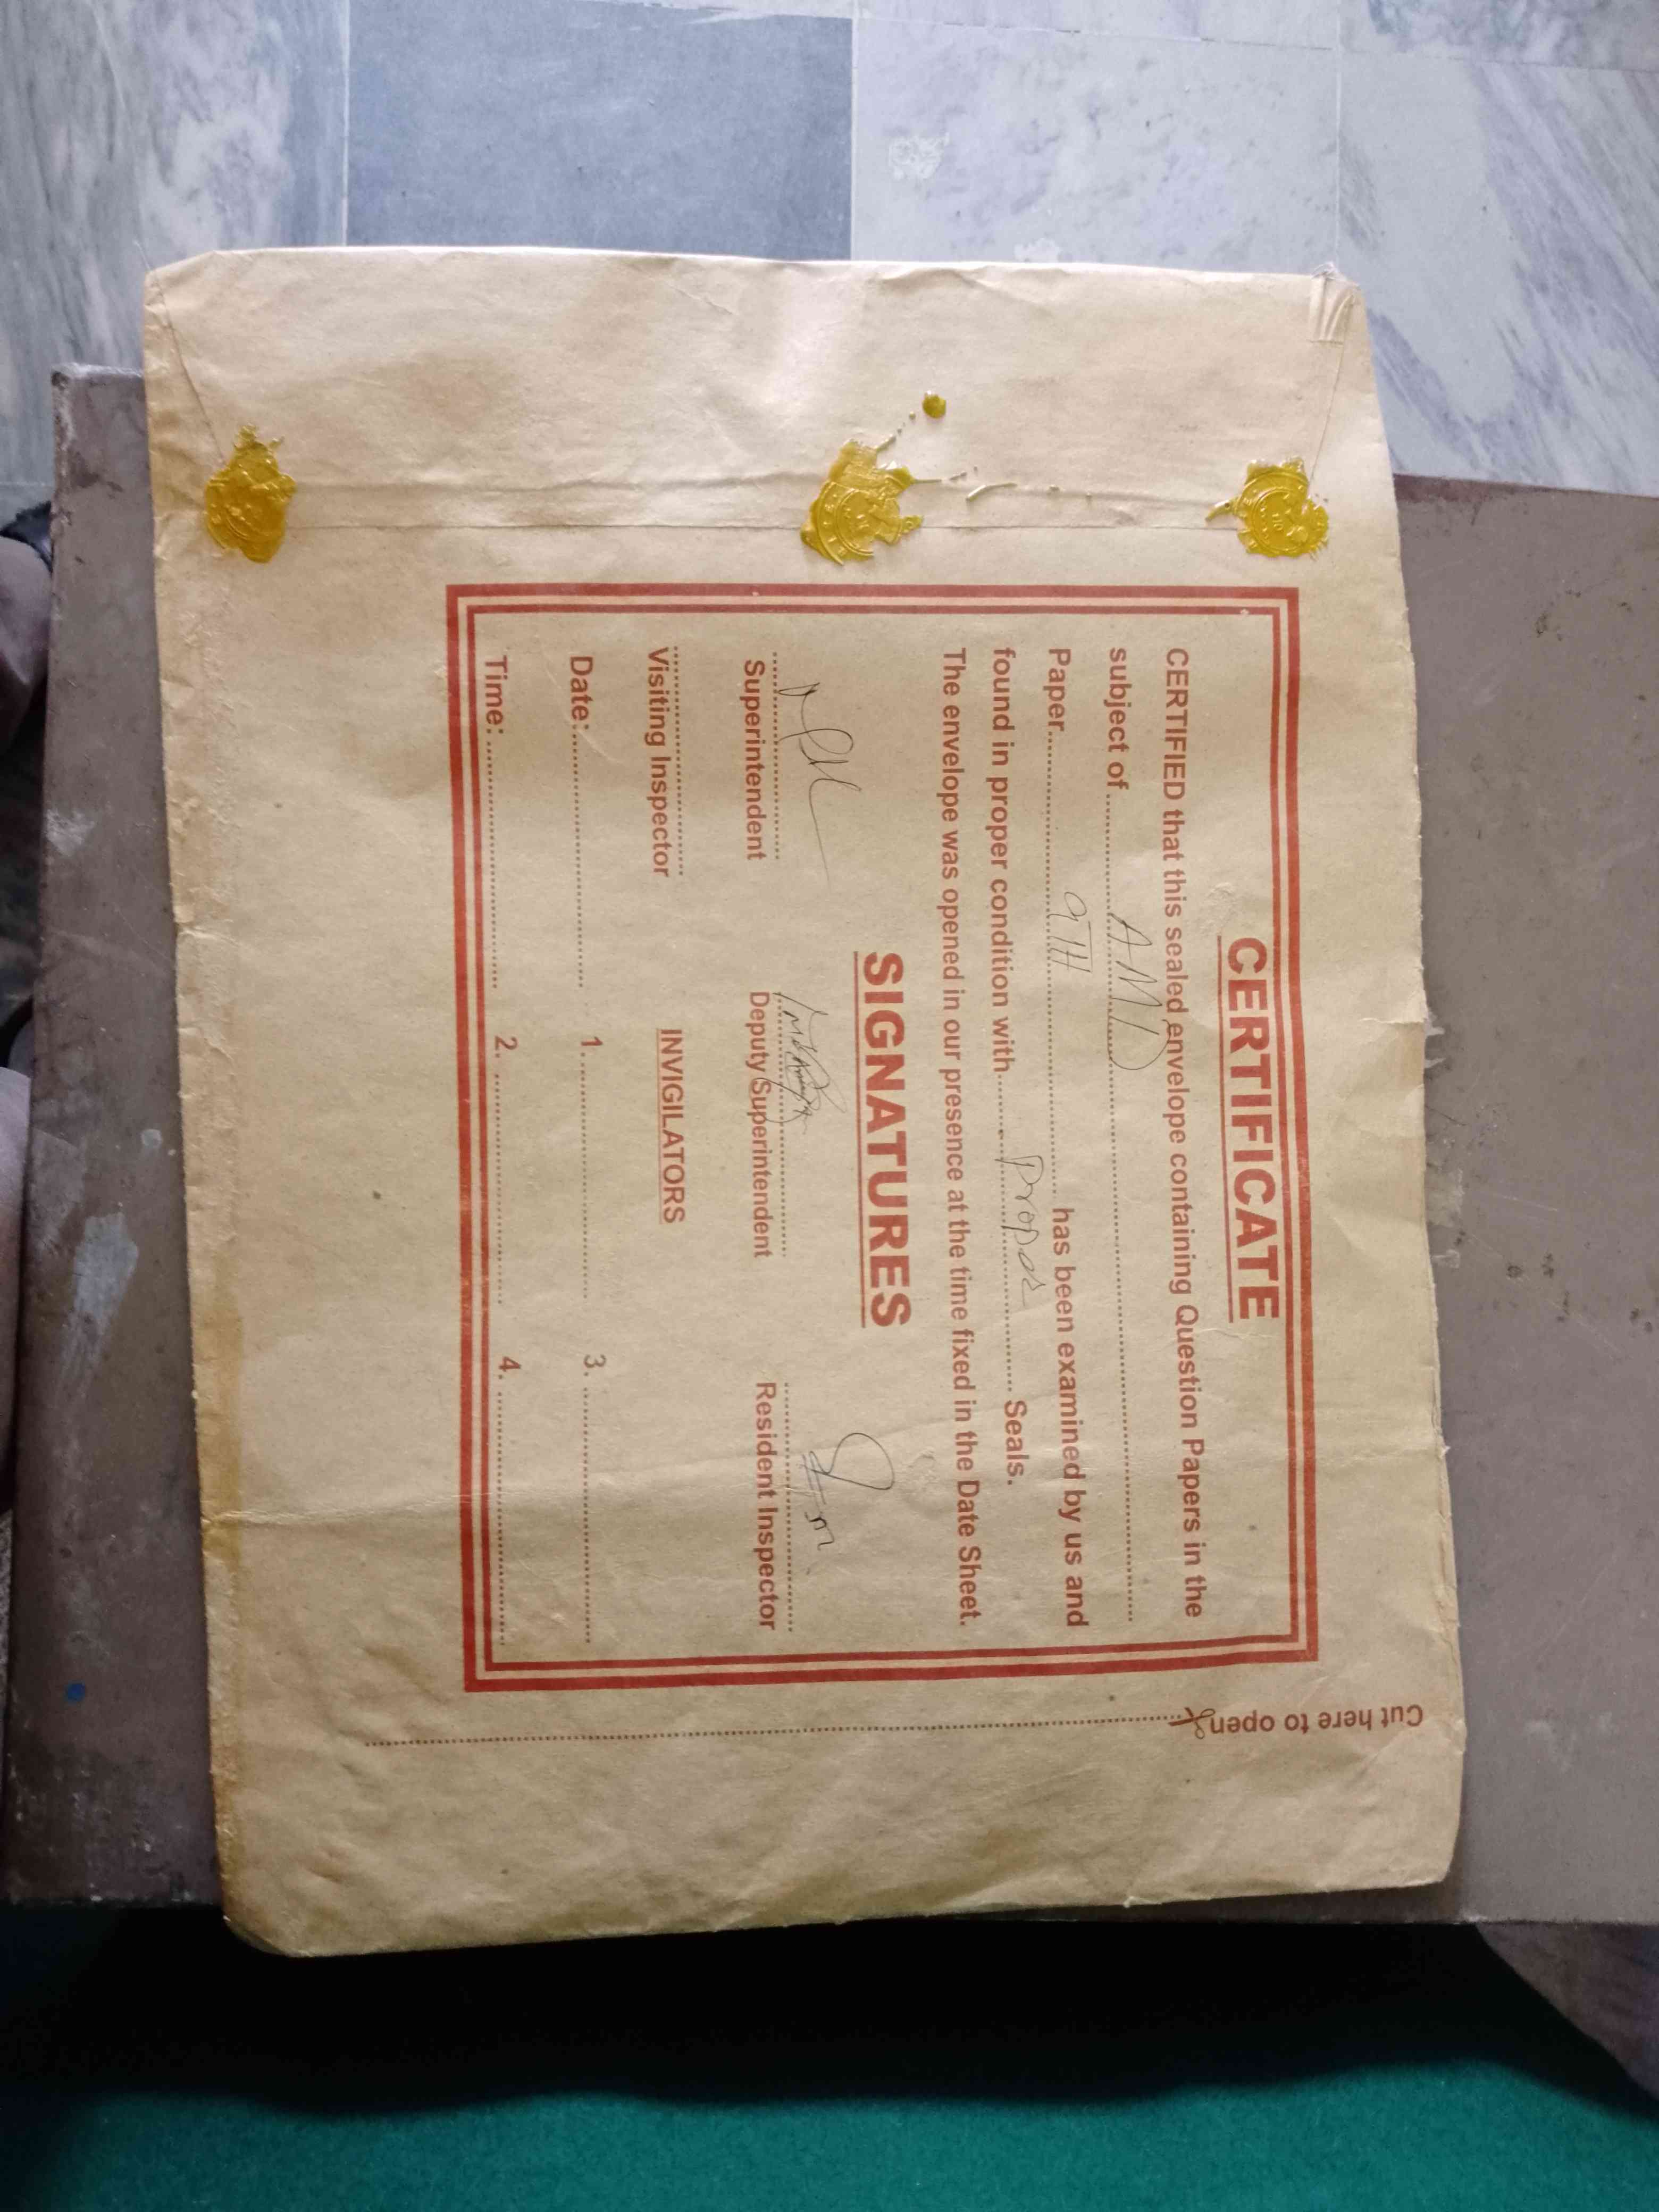 CERTIFICATE
CERTIFIED that this sealed envelope containing Question Papers in the
subject of .......... AMD ..........
Paper.......... 9TH .......... has been examined by us and
found in proper condition with.......... Proper .......... Seals.
The envelope was opened in our presence at the time fixed in the Date Sheet.
SIGNATURES
Superintendent Deputy Superintendent Resident Inspector
Visiting Inspector INVIGILATORS
Date:.......... 1. .......... 3. ..........
Time: .......... 2. .......... 4. ..........
Cut here to open